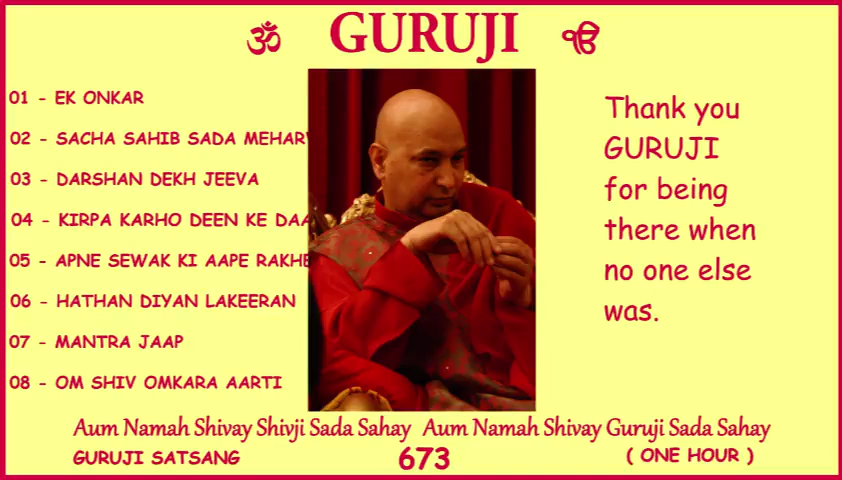 ॐ GURUJI ੴ
01 - EK ONKAR
02 - SACHA SAHIB SADA
03 - DARSHAN DEKH JEEVA
04 - KIRPA KARHO DEEN KE
05 - APNE SEWAK KI AAPE
06 - HATHAN DIYAN LAKEERAN
07 - MANTRA JAAP
08 - OM SHIV OMKARA AARTI
Thank you
GURUJI
for being
there when
no one else
was.
Aum Namah Shivay Shivji Sada Sahay Aum Namah Shivay Guruji Sada Sahay
GURUJI SATSANG 673 ( ONE HOUR )